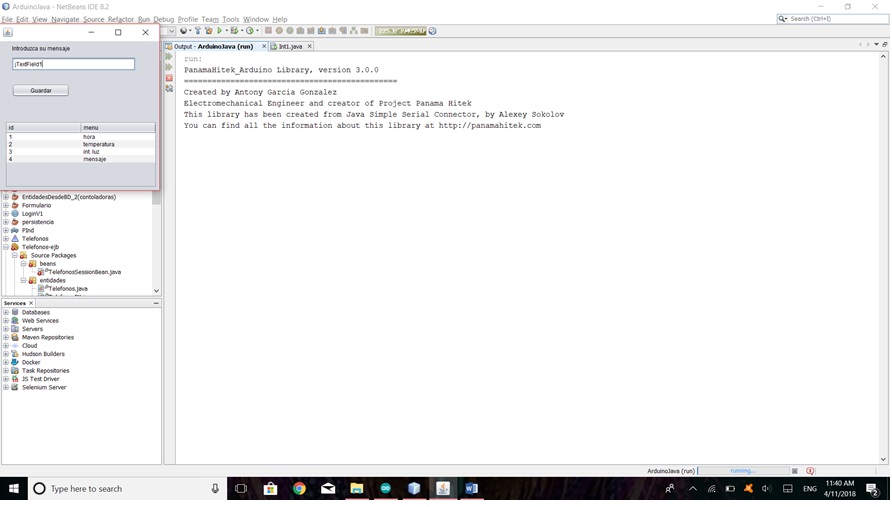 ArduinoJava - NetBeans IDE 8.2
File Edit View Navigate Source Refactor Run Debug Profile Team Tools Window Help
Search (Ctrl+I)
Output - ArduinoJava (run) Int1.java
Introduzca su mensaje
jTextField1
Guardar
id menu
1 hora
2 temperatura
3 int luz
4 mensaje
run:
PanamaHitek_Arduino Library, version 3.0.0
Created by Antony Garcia Gonzalez
Electromechanical Engineer and creator of Project Panama Hitek
This library has been created from Java Simple Serial Connector, by Alexey Sokolov
You can find all the information about this library at http://panamahitek.com
EntidadesDesdeBD_2(contoladoras)
Formulario
LoginV1
persistencia
PInd
Telefonos
Telefonos-ejb
Source Packages
beans
TelefonosSessionBean.java
entidades
Telefonos.java
Services
Databases
Web Services
Servers
Maven Repositories
Cloud
Hudson Builders
Docker
Task Repositories
JS Test Driver
Selenium Server
ArduinoJava (run) running...
Type here to search
ENG
11:40 AM
4/11/2018
2